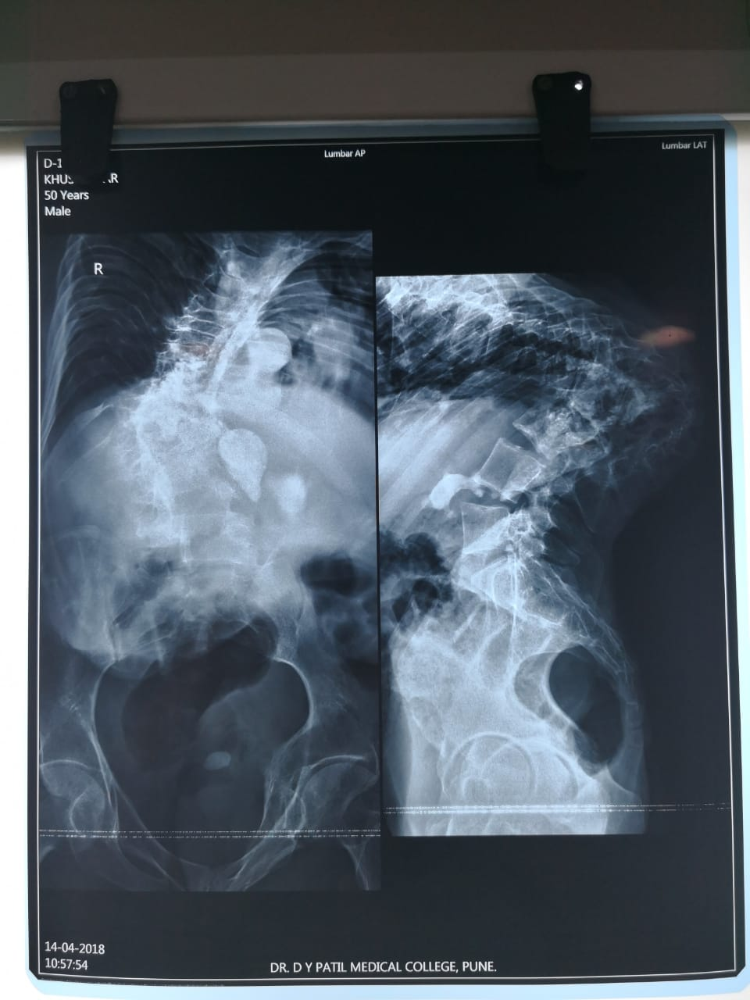 Lumbar AP
Lumbar LAT
50 Years
Male
R
14-04-2018
10:57:54
DR. D Y PATIL MEDICAL COLLEGE, PUNE.